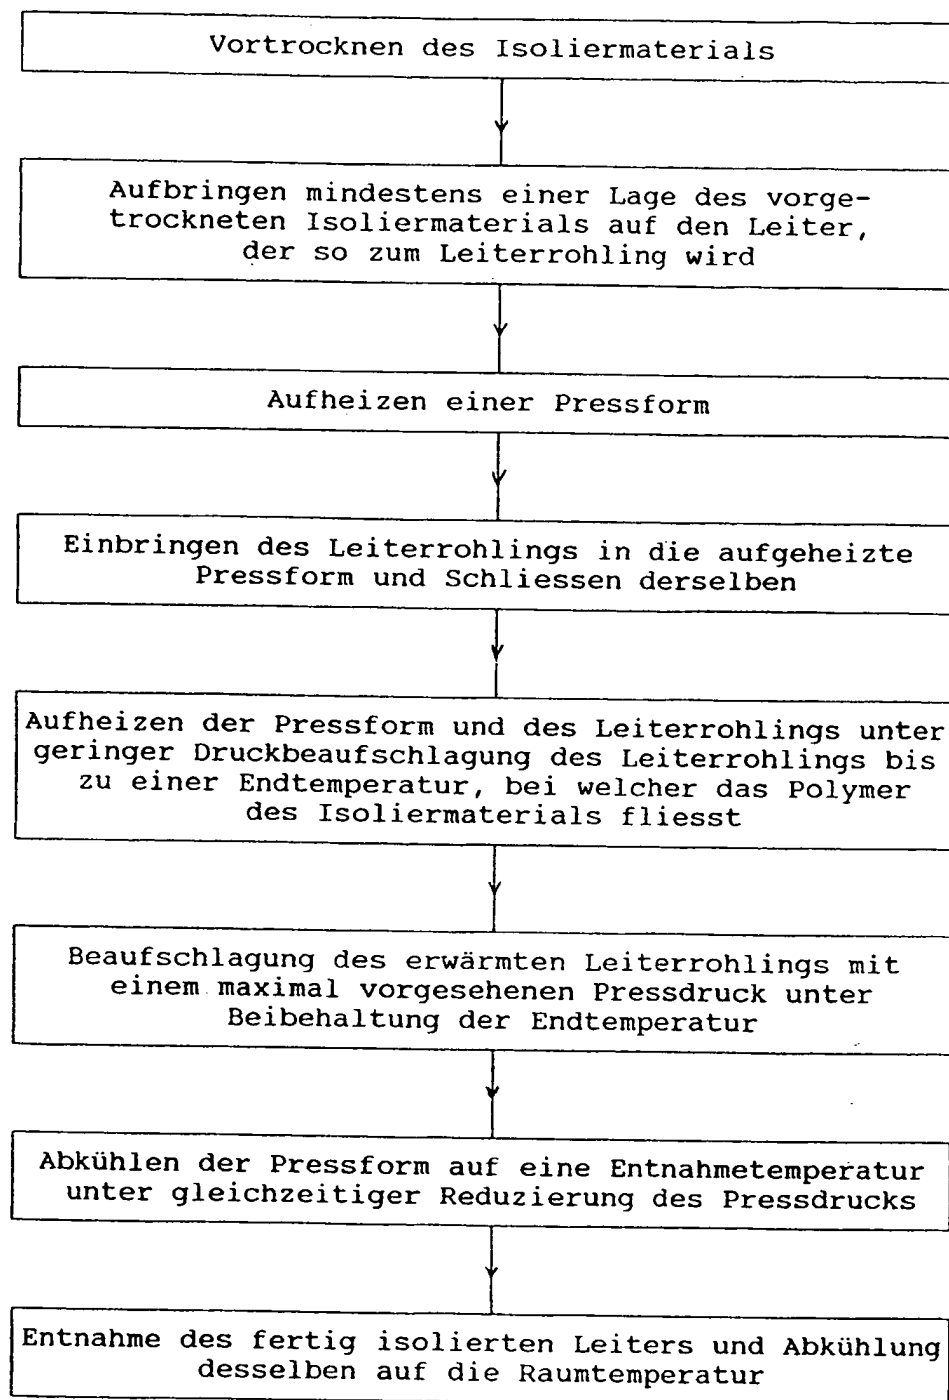 Vortrocknen des Isoliermaterials
Aufbringen mindestens einer Lage des vorge-
trockneten Isoliermaterials auf den Leiter,
der so zum Leiterrohling wird
Aufheizen einer Pressform
Einbringen des Leiterrohlings in die aufgeheizte
Pressform und Schliessen derselben
Aufheizen der Pressform und des Leiterrohlings unter
geringer Druckbeaufschlagung des Leiterrohlings bis
zu einer Endtemperatur, bei welcher das Polymer
des Isoliermaterials fliesst
Beaufschlagung des erwärmten Leiterrohlings mit
einem maximal vorgesehenen Pressdruck unter
Beibehaltung der Endtemperatur
Abkühlen der Pressform auf eine Entnahmetemperatur
unter gleichzeitiger Reduzierung des Pressdrucks
Entnahme des fertig isolierten Leiters und Abkühlung
desselben auf die Raumtemperatur